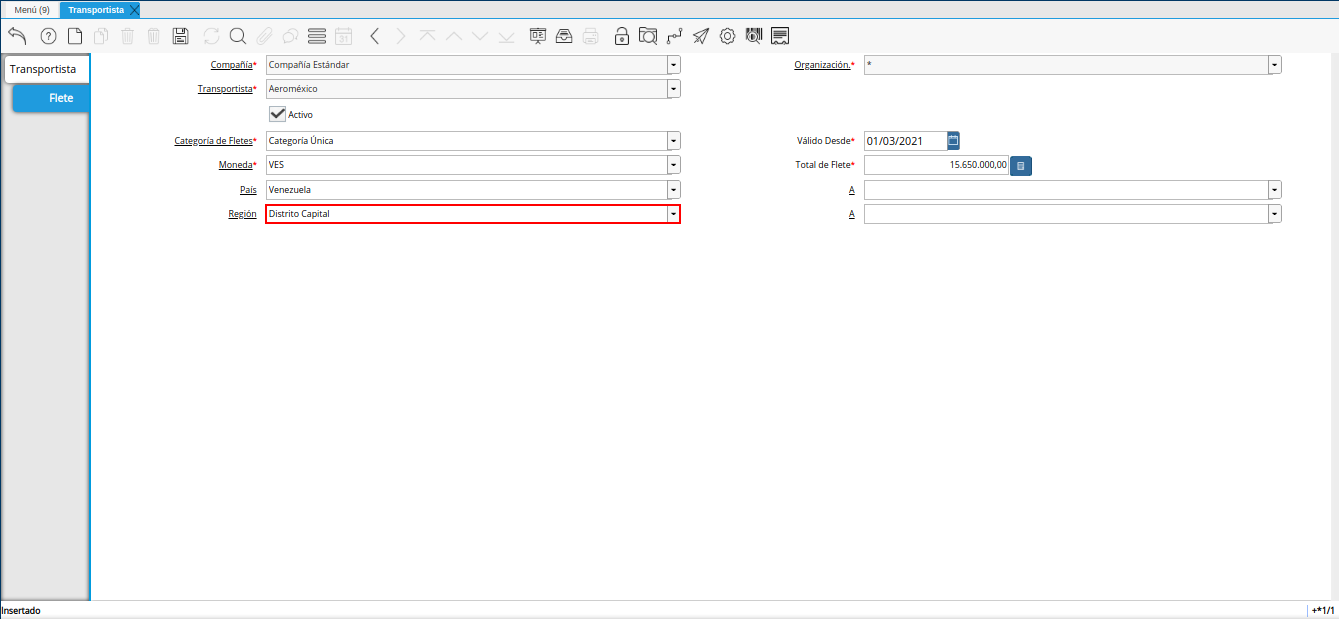 Menú (9) Transportista
31
Transportista
Flete
Compañía* Compañía Estándar Organización.* *
Transportista* Aeroméxico
Activo
Categoría de Fletes* Categoría Única Válido Desde* 01/03/2021
Moneda* VES Total de Flete* 15.650.000,00
País Venezuela A
Región Distrito Capital A
Insertado +*1/1